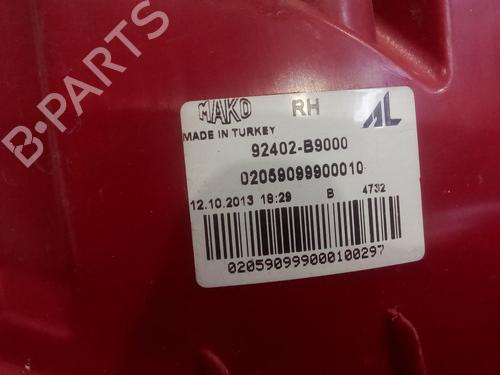 B-PARTS
MAKO RH AL
MADE IN TURKEY
92402-B9000
02059099900010
12.10.2013 18:29 B 4732
020590999000100297